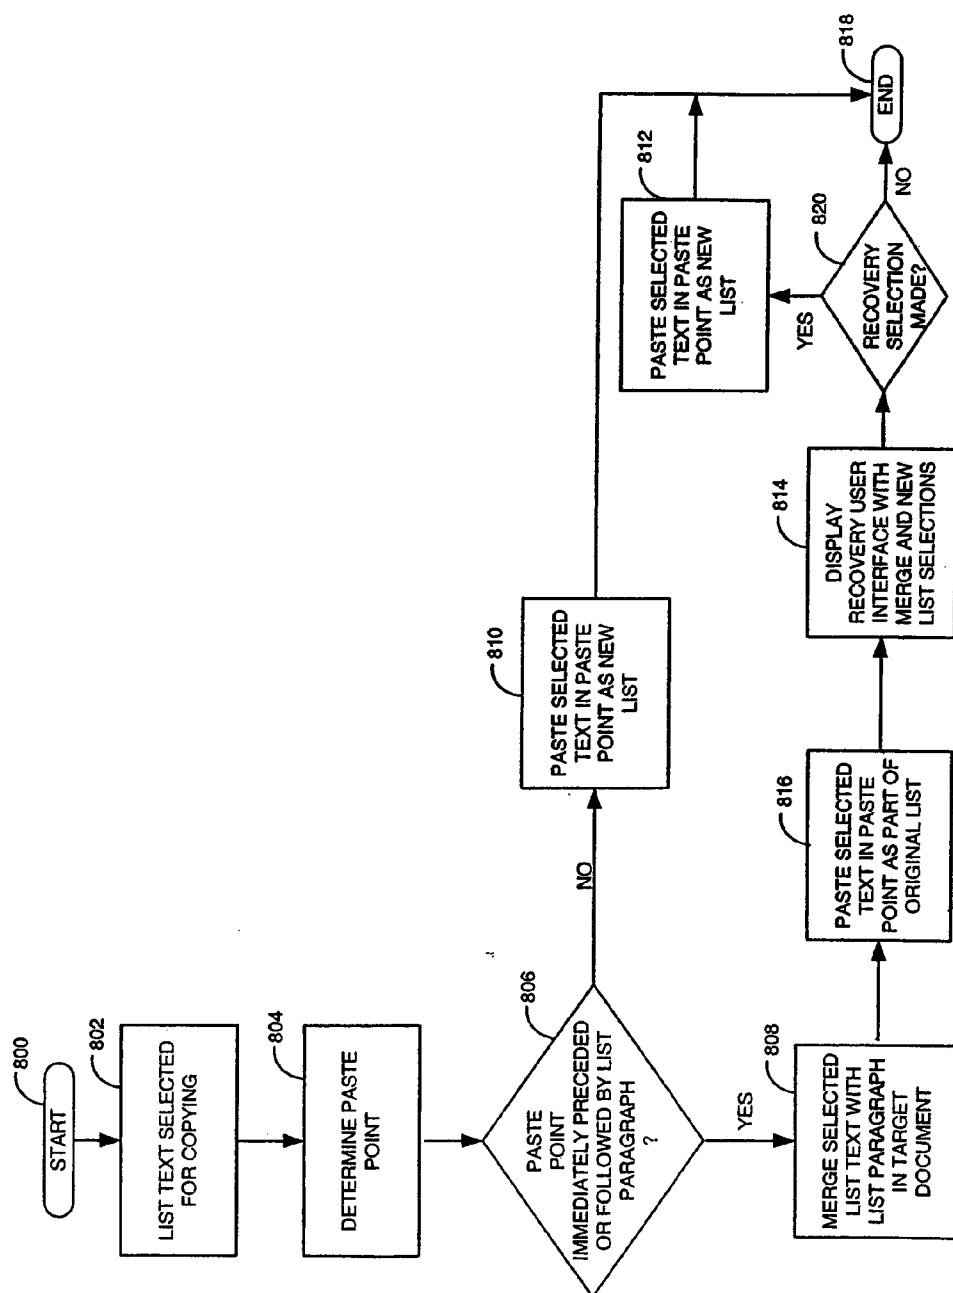 START
800
LIST TEXT SELECTED
FOR COPYING
802
DETERMINE PASTE
POINT
804
PASTE
POINT
IMMEDIATELY PRECEDED
OR FOLLOWED BY LIST
PARAGRAPH
?
806
NO
YES
PASTE SELECTED
TEXT IN PASTE
POINT AS NEW
LIST
810
MERGE SELECTED
LIST TEXT WITH
LIST PARAGRAPH
IN TARGET
DOCUMENT
808
PASTE SELECTED
TEXT IN PASTE
POINT AS PART OF
ORIGINAL LIST
816
DISPLAY
RECOVERY USER
INTERFACE WITH
MERGE AND NEW
LIST SELECTIONS
814
RECOVERY
SELECTION
MADE?
820
YES
NO
PASTE SELECTED
TEXT IN PASTE
POINT AS NEW
LIST
812
END
818